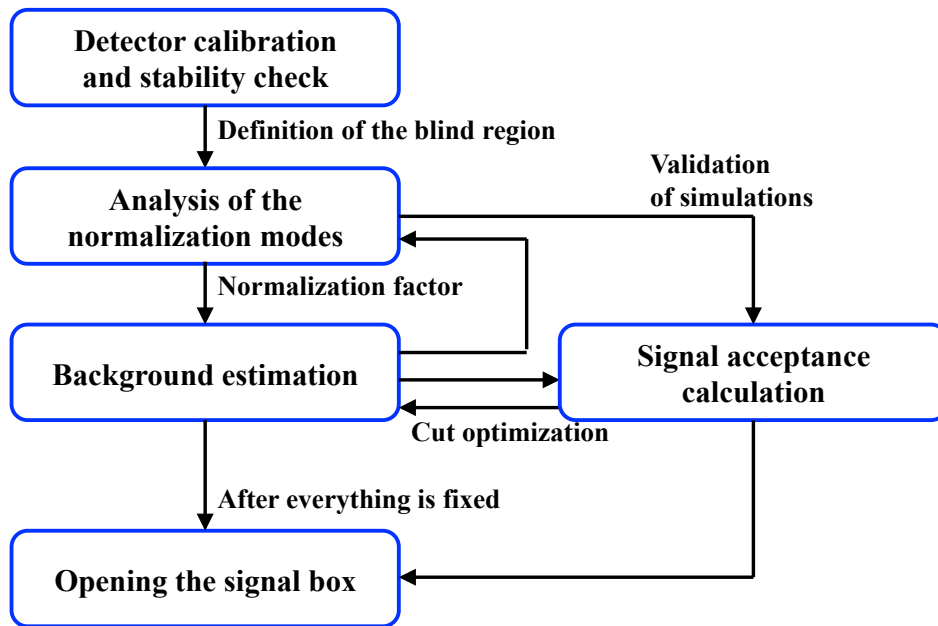 Detector calibration
and stability check
Definition of the blind region
Validation
of simulations
Analysis of the
normalization modes
Normalization factor
Background estimation
Signal acceptance
calculation
Cut optimization
After everything is fixed
Opening the signal box